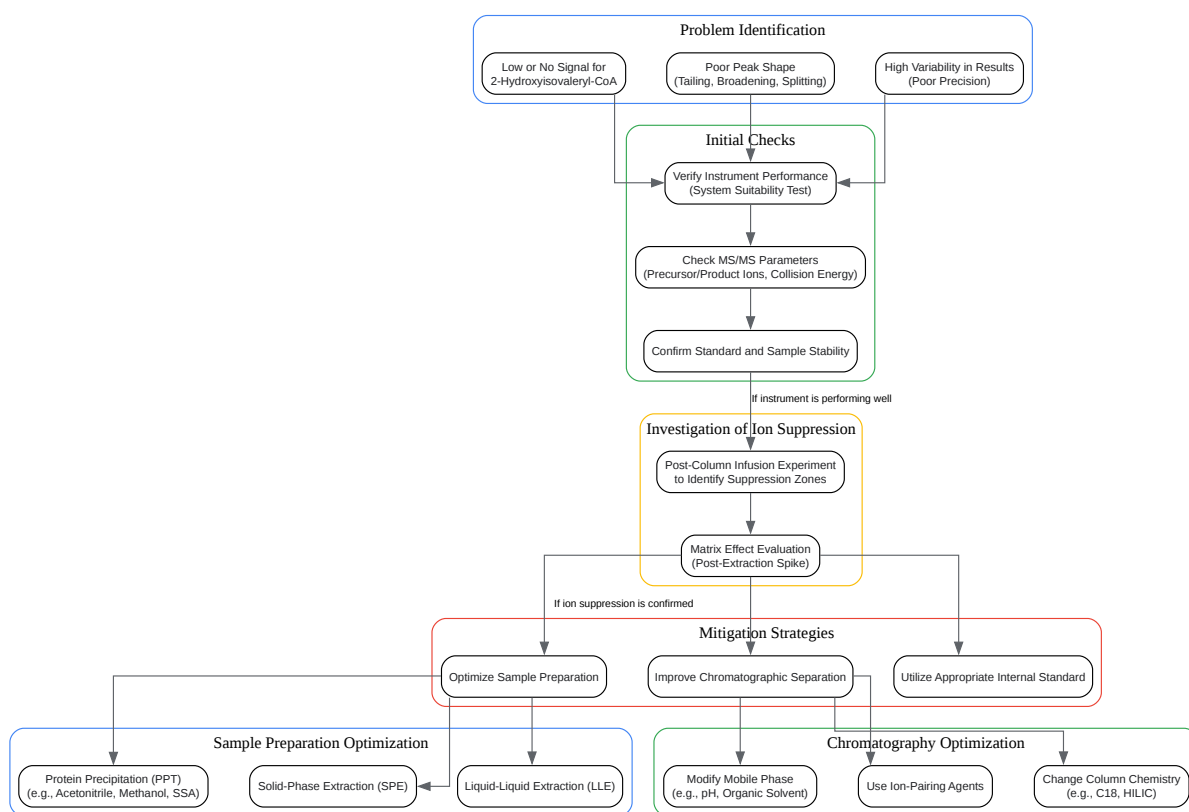 Problem Identification
Low or No Signal for
2-Hydroxyisovaleryl-CoA
Poor Peak Shape
(Tailing, Broadening, Splitting)
High Variability in Results
(Poor Precision)
Initial Checks
Verify Instrument Performance
(System Suitability Test)
Check MS/MS Parameters
(Precursor/Product Ions, Collision Energy)
Confirm Standard and Sample Stability
If instrument is performing well
Investigation of Ion Suppression
Post-Column Infusion Experiment
to Identify Suppression Zones
Matrix Effect Evaluation
(Post-Extraction Spike)
If ion suppression is confirmed
Mitigation Strategies
Optimize Sample Preparation
Improve Chromatographic Separation
Utilize Appropriate Internal Standard
Sample Preparation Optimization
Protein Precipitation (PPT)
(e.g., Acetonitrile, Methanol, SSA)
Solid-Phase Extraction (SPE)
Liquid-Liquid Extraction (LLE)
Chromatography Optimization
Modify Mobile Phase
(e.g., pH, Organic Solvent)
Use Ion-Pairing Agents
Change Column Chemistry
(e.g., C18, HILIC)